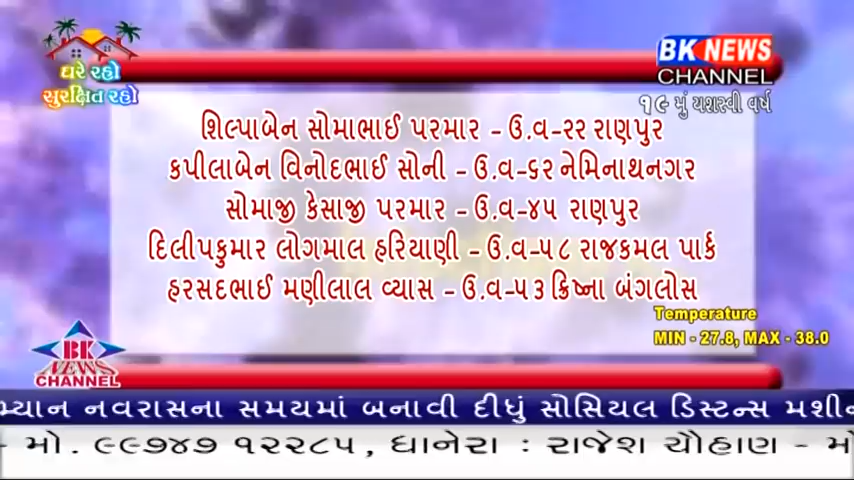 ઘરે રહો
સુરક્ષિત રહો
BK NEWS
CHANNEL
૧૯ મું યશસ્વી વર્ષ
શિલ્પાબેન સોમાભાઈ પરમાર - ઉ.વ-૨૨ રાણપુર
કપીલાબેન વિનોદભાઈ સોની - ઉ.વ-૬૨ નેમિનાથનગર
સોમાજી કેસાજી પરમાર - ઉ.વ-૪૫ રાણપુર
દિલીપકુમાર લોગમાલ હરિયાણી - ઉ.વ-૫૮ રાજકમલ પાર્ક
હરસદભાઈ મણીલાલ વ્યાસ - ઉ.વ-૫૩ ક્રિષ્ના બંગલોસ
Temperature
MIN - 27.8, MAX - 38.0
BK
NEWS
CHANNEL
મ્યાન નવરાસના સમયમાં બનાવી દીધું સોસિયલ ડિસ્ટન્સ મશીન
- મો. ૯૯૭૪૭ ૧૨૨૮૫, ધાનેરા : રાજેશ ચૌહાણ - મો